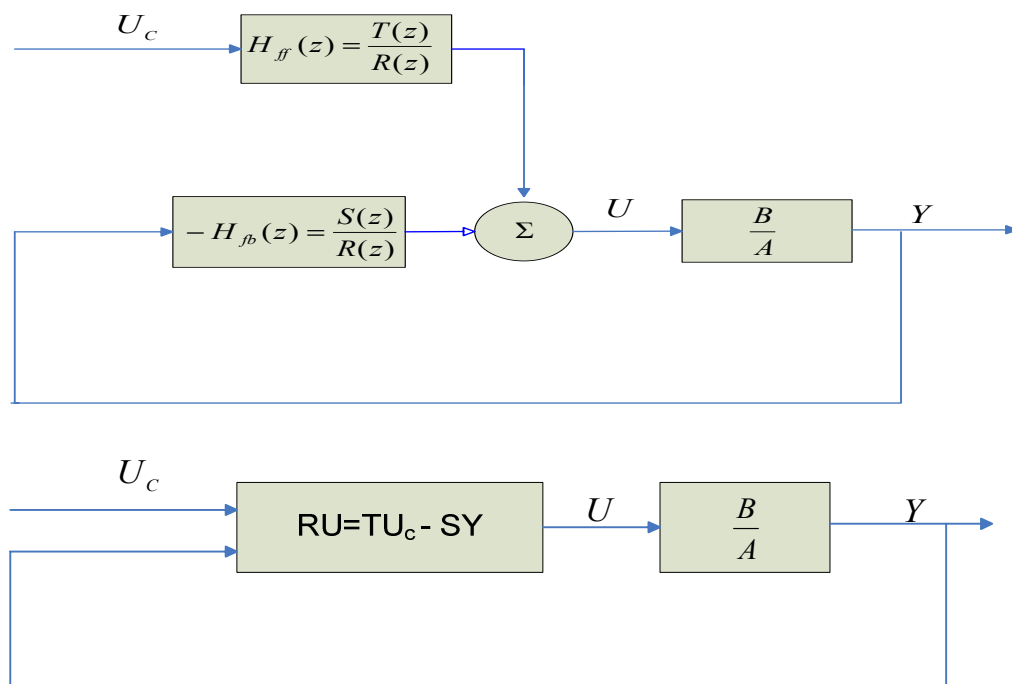 U_C
H_ff(z) = T(z)/R(z)
- H_fb(z) = S(z)/R(z)
Σ
U
B/A
Y
U_C
RU=TU_c - SY
U
B/A
Y